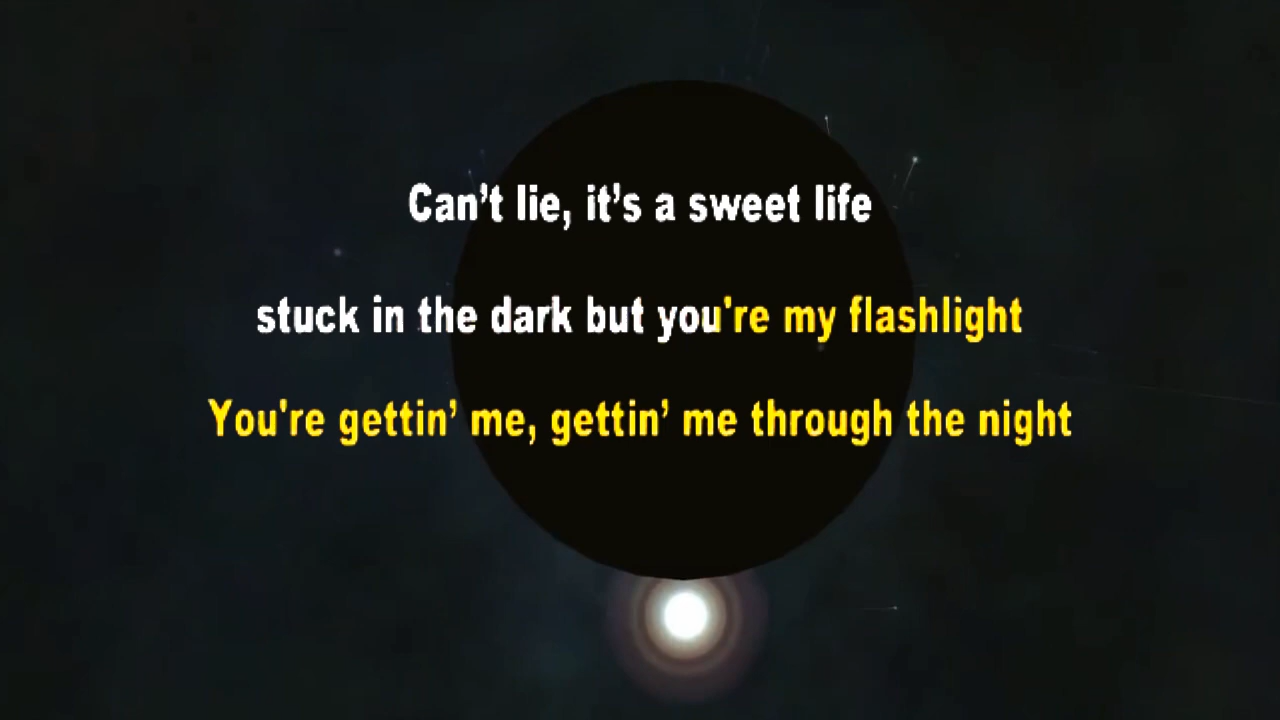 Can’t lie, it’s a sweet life
stuck in the dark but you're my flashlight
You're gettin’ me, gettin’ me through the night